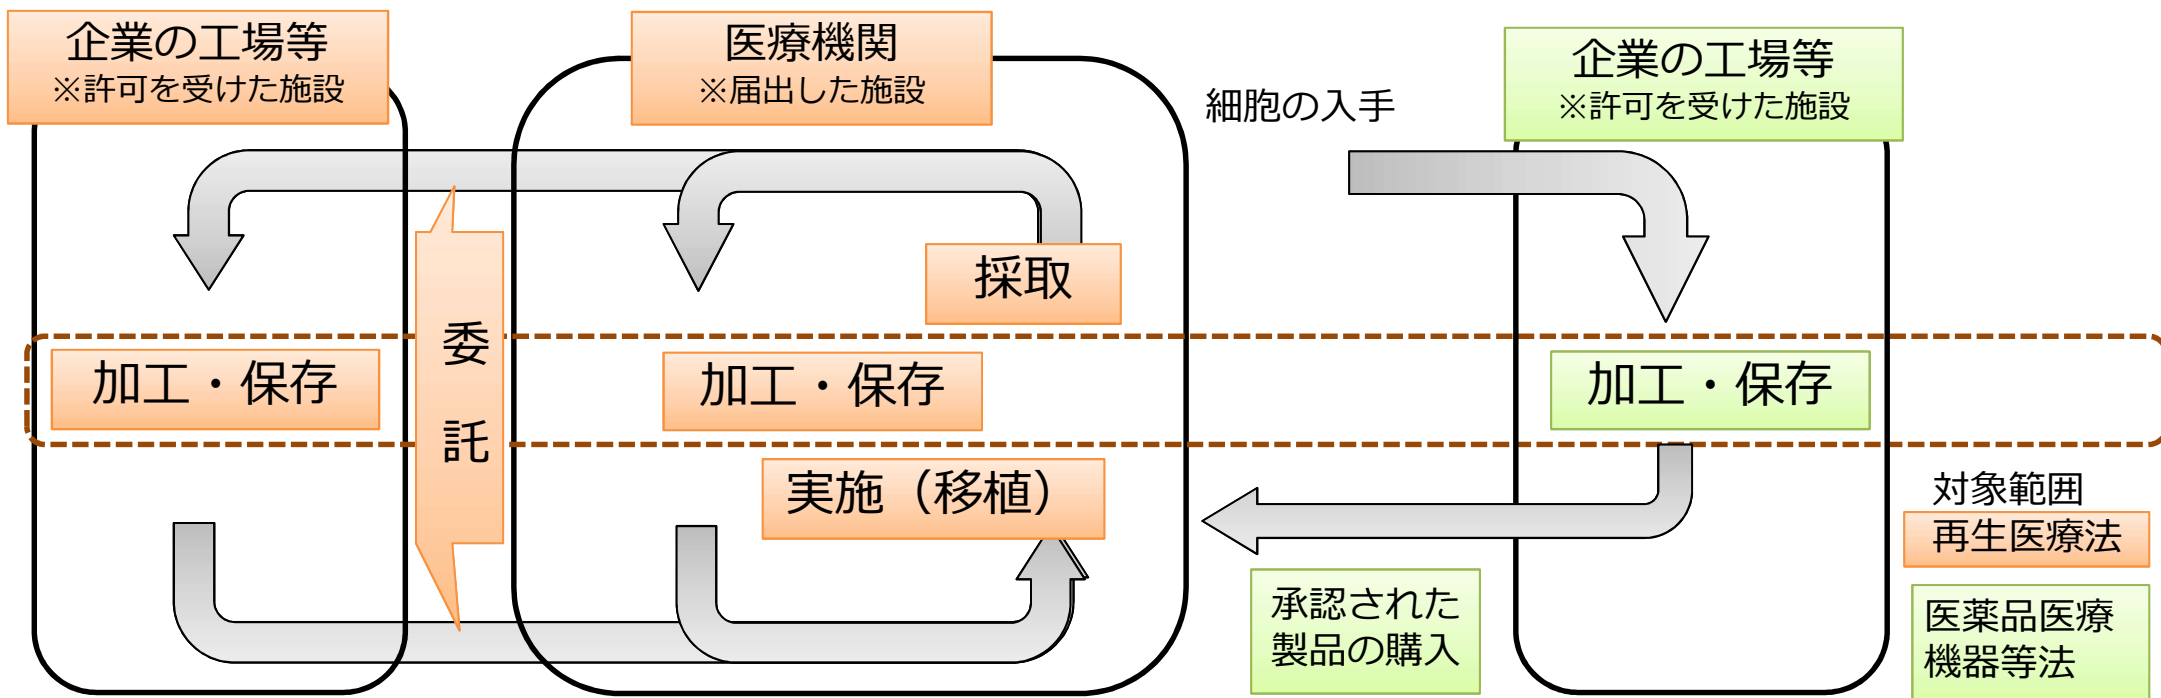 企業の工場等
※許可を受けた施設
医療機関
※届出した施設
細胞の入手
企業の工場等
※許可を受けた施設
採取
委
託
加工・保存
加工・保存
加工・保存
実施（移植）
承認された
製品の購入
対象範囲
再生医療法
医薬品医療
機器等法